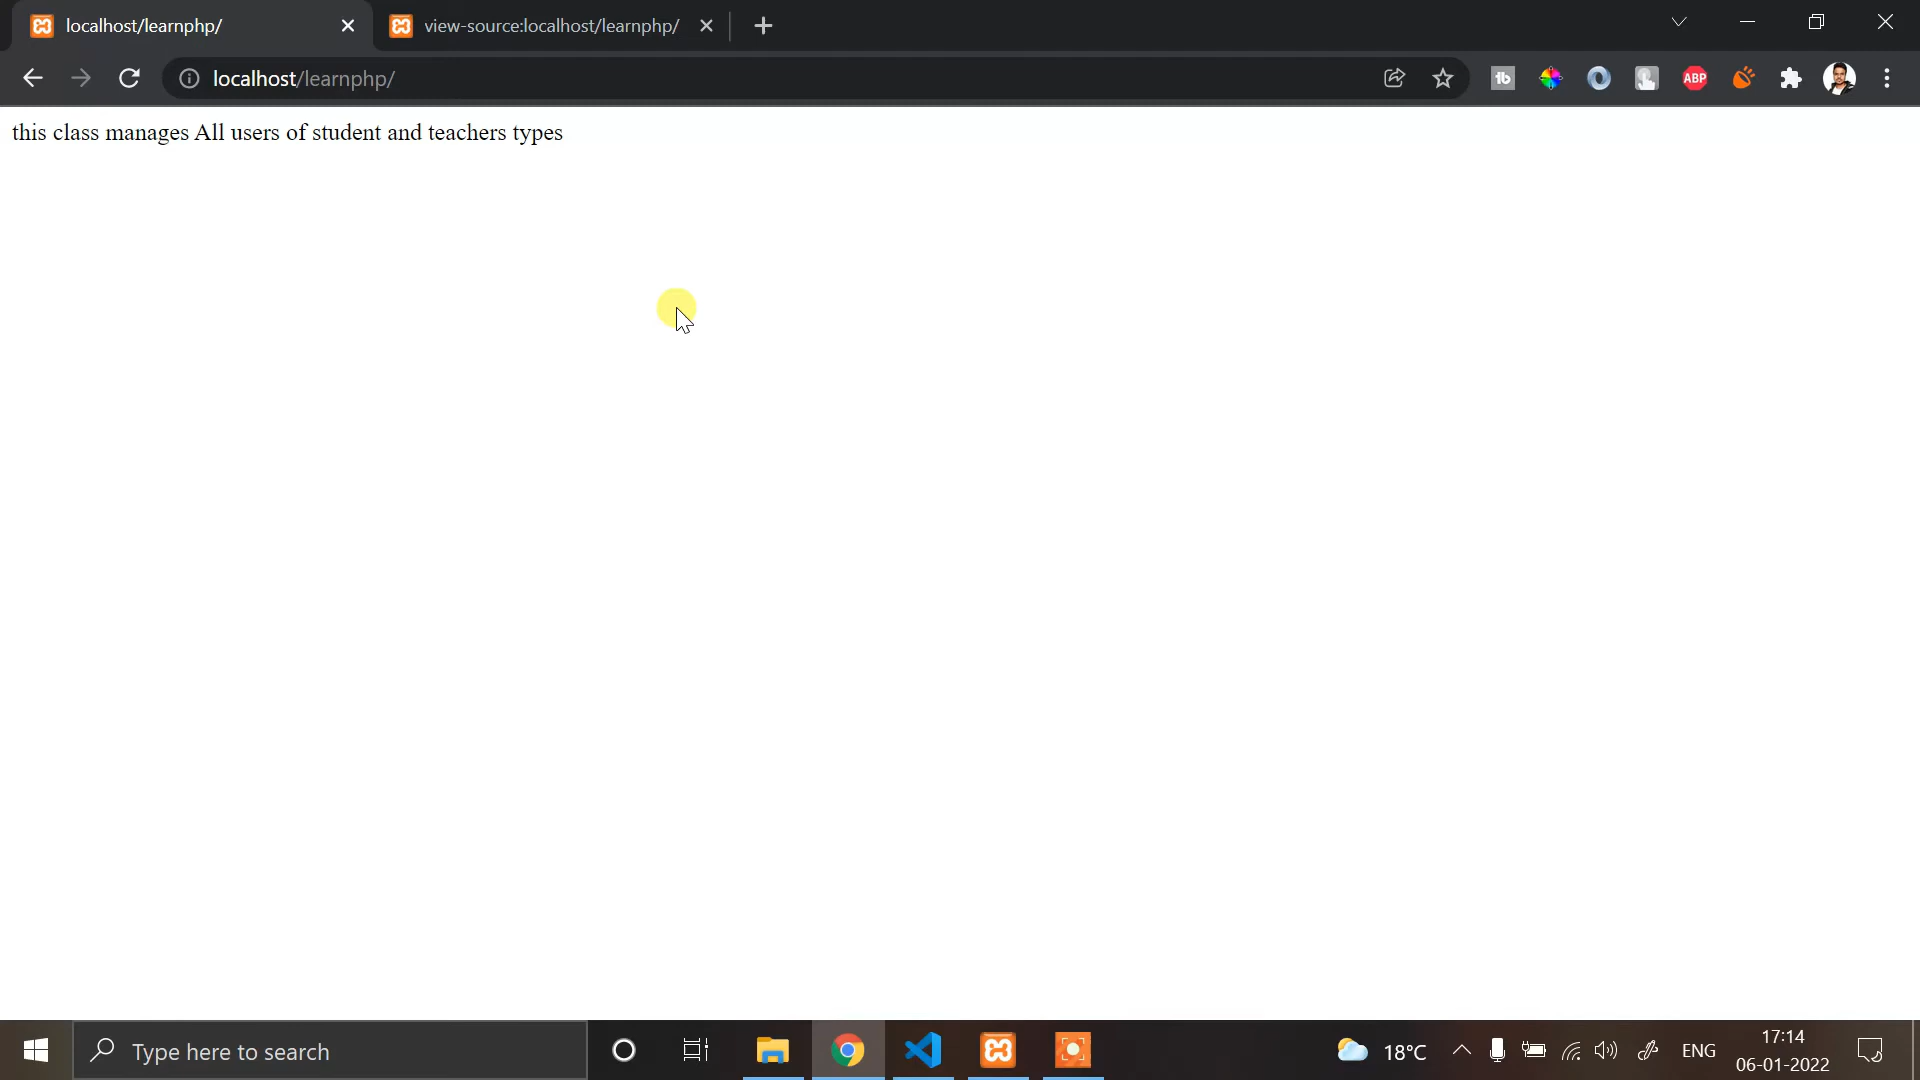 localhost/learnphp/
view-source:localhost/learnphp/
localhost/learnphp/
ABP
this class manages All users of student and teachers types
Type here to search
18°C
ENG
17:14
06-01-2022